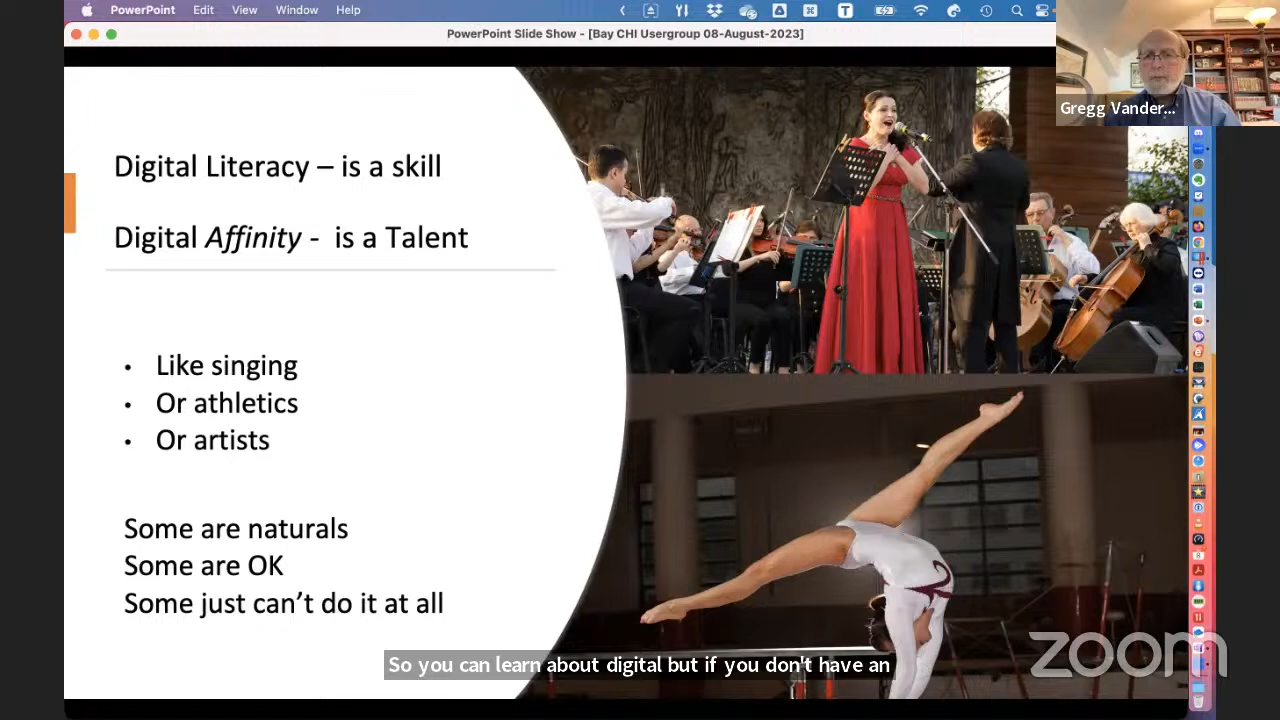 PowerPoint Edit View Window Help
PowerPoint Slide Show - [Bay CHI Usergroup 08-August-2023]
Gregg Vander...
Digital Literacy – is a skill
Digital Affinity - is a Talent
• Like singing
• Or athletics
• Or artists
Some are naturals
Some are OK
Some just can’t do it at all
So you can learn about digital but if you don't have an
zoom